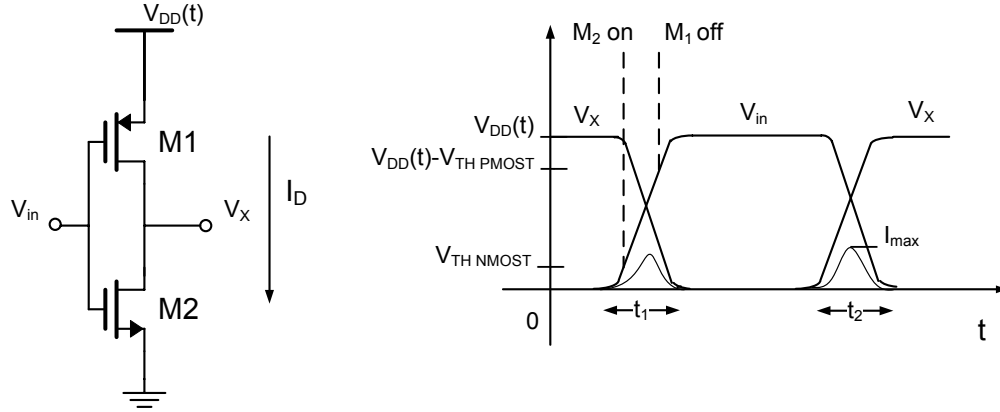 V_DD(t)
M1
V_in
V_X
I_D
M2
M_2 on
M_1 off
V_X
V_in
V_X
V_DD(t)
V_DD(t)-V_TH PMOST
I_max
V_TH NMOST
0
t_1
t_2
t